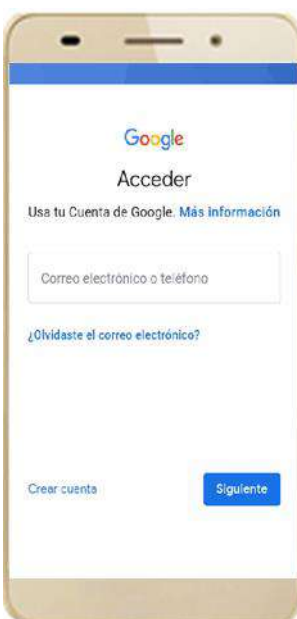 Google
Acceder
Usa tu Cuenta de Google. Más información
Correo electrónico o teléfono
¿Olvidaste el correo electrónico?
Crear cuenta
Siguiente